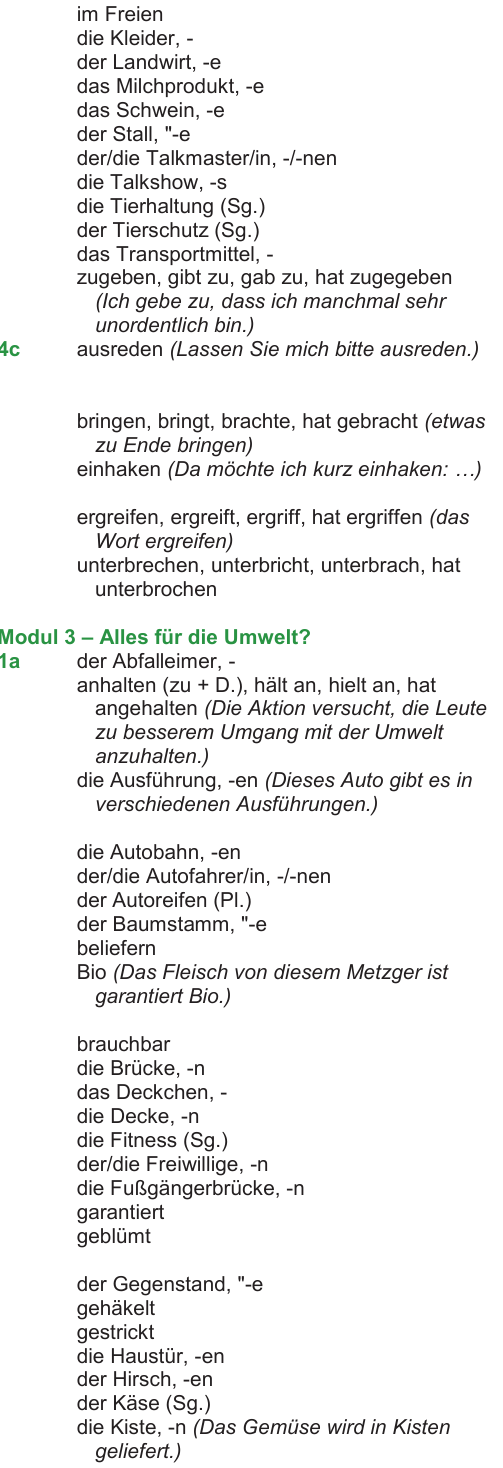 im Freien
die Kleider, -
der Landwirt, -e
das Milchprodukt, -e
das Schwein, -e
der Stall, "-e
der/die Talkmaster/in, -/-nen
die Talkshow, -s
die Tierhaltung (Sg.)
der Tierschutz (Sg.)
das Transportmittel, -
zugeben, gibt zu, gab zu, hat zugegeben
(Ich gebe zu, dass ich manchmal sehr
unordentlich bin.)
4c ausreden (Lassen Sie mich bitte ausreden.)
bringen, bringt, brachte, hat gebracht (etwas
zu Ende bringen)
einhaken (Da möchte ich kurz einhaken: …)
ergreifen, ergreift, ergriff, hat ergriffen (das
Wort ergreifen)
unterbrechen, unterbricht, unterbrach, hat
unterbrochen
Modul 3 – Alles für die Umwelt?
1a der Abfalleimer, -
anhalten (zu + D.), hält an, hielt an, hat
angehalten (Die Aktion versucht, die Leute
zu besserem Umgang mit der Umwelt
anzuhalten.)
die Ausführung, -en (Dieses Auto gibt es in
verschiedenen Ausführungen.)
die Autobahn, -en
der/die Autofahrer/in, -/-nen
der Autoreifen (Pl.)
der Baumstamm, "-e
beliefern
Bio (Das Fleisch von diesem Metzger ist
garantiert Bio.)
brauchbar
die Brücke, -n
das Deckchen, -
die Decke, -n
die Fitness (Sg.)
der/die Freiwillige, -n
die Fußgängerbrücke, -n
garantiert
geblümt
der Gegenstand, "-e
gehäkelt
gestrickt
die Haustür, -en
der Hirsch, -en
der Käse (Sg.)
die Kiste, -n (Das Gemüse wird in Kisten
geliefert.)